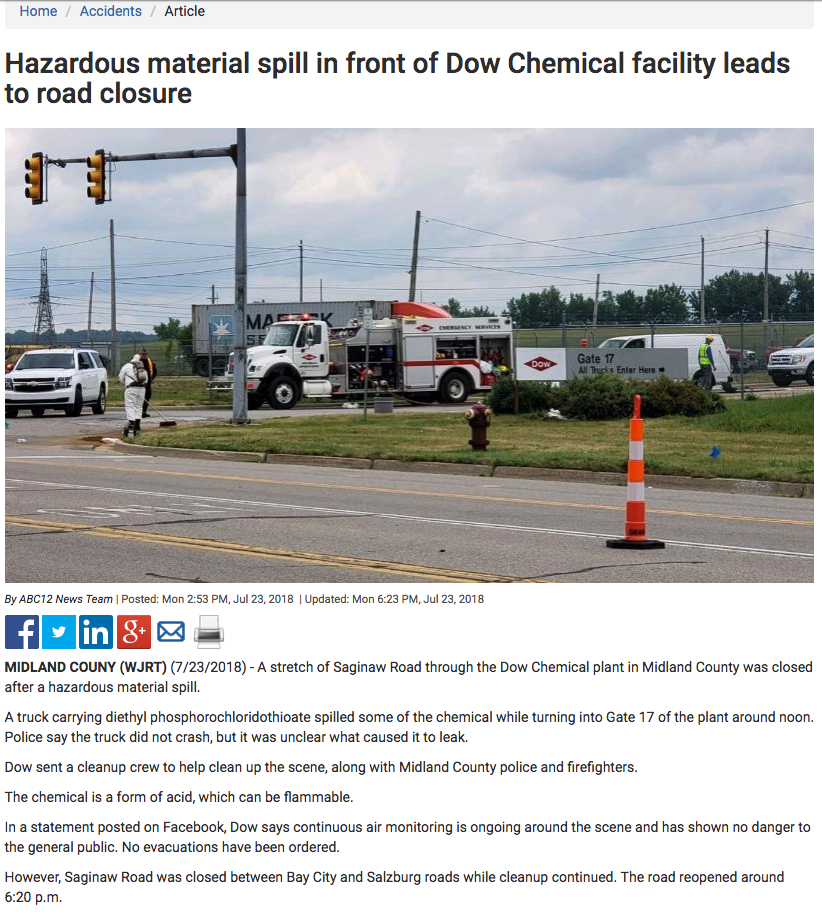 Home / Accidents / Article
Hazardous material spill in front of Dow Chemical facility leads
to road closure
MAERSK
EMERGENCY SERVICES
DOW
Gate 17
All Trucks Enter Here
By ABC12 News Team | Posted: Mon 2:53 PM, Jul 23, 2018 | Updated: Mon 6:23 PM, Jul 23, 2018
f in g+
MIDLAND COUNY (WJRT) (7/23/2018) - A stretch of Saginaw Road through the Dow Chemical plant in Midland County was closed
after a hazardous material spill.
A truck carrying diethyl phosphorochloridothioate spilled some of the chemical while turning into Gate 17 of the plant around noon.
Police say the truck did not crash, but it was unclear what caused it to leak.
Dow sent a cleanup crew to help clean up the scene, along with Midland County police and firefighters.
The chemical is a form of acid, which can be flammable.
In a statement posted on Facebook, Dow says continuous air monitoring is ongoing around the scene and has shown no danger to
the general public. No evacuations have been ordered.
However, Saginaw Road was closed between Bay City and Salzburg roads while cleanup continued. The road reopened around
6:20 p.m.